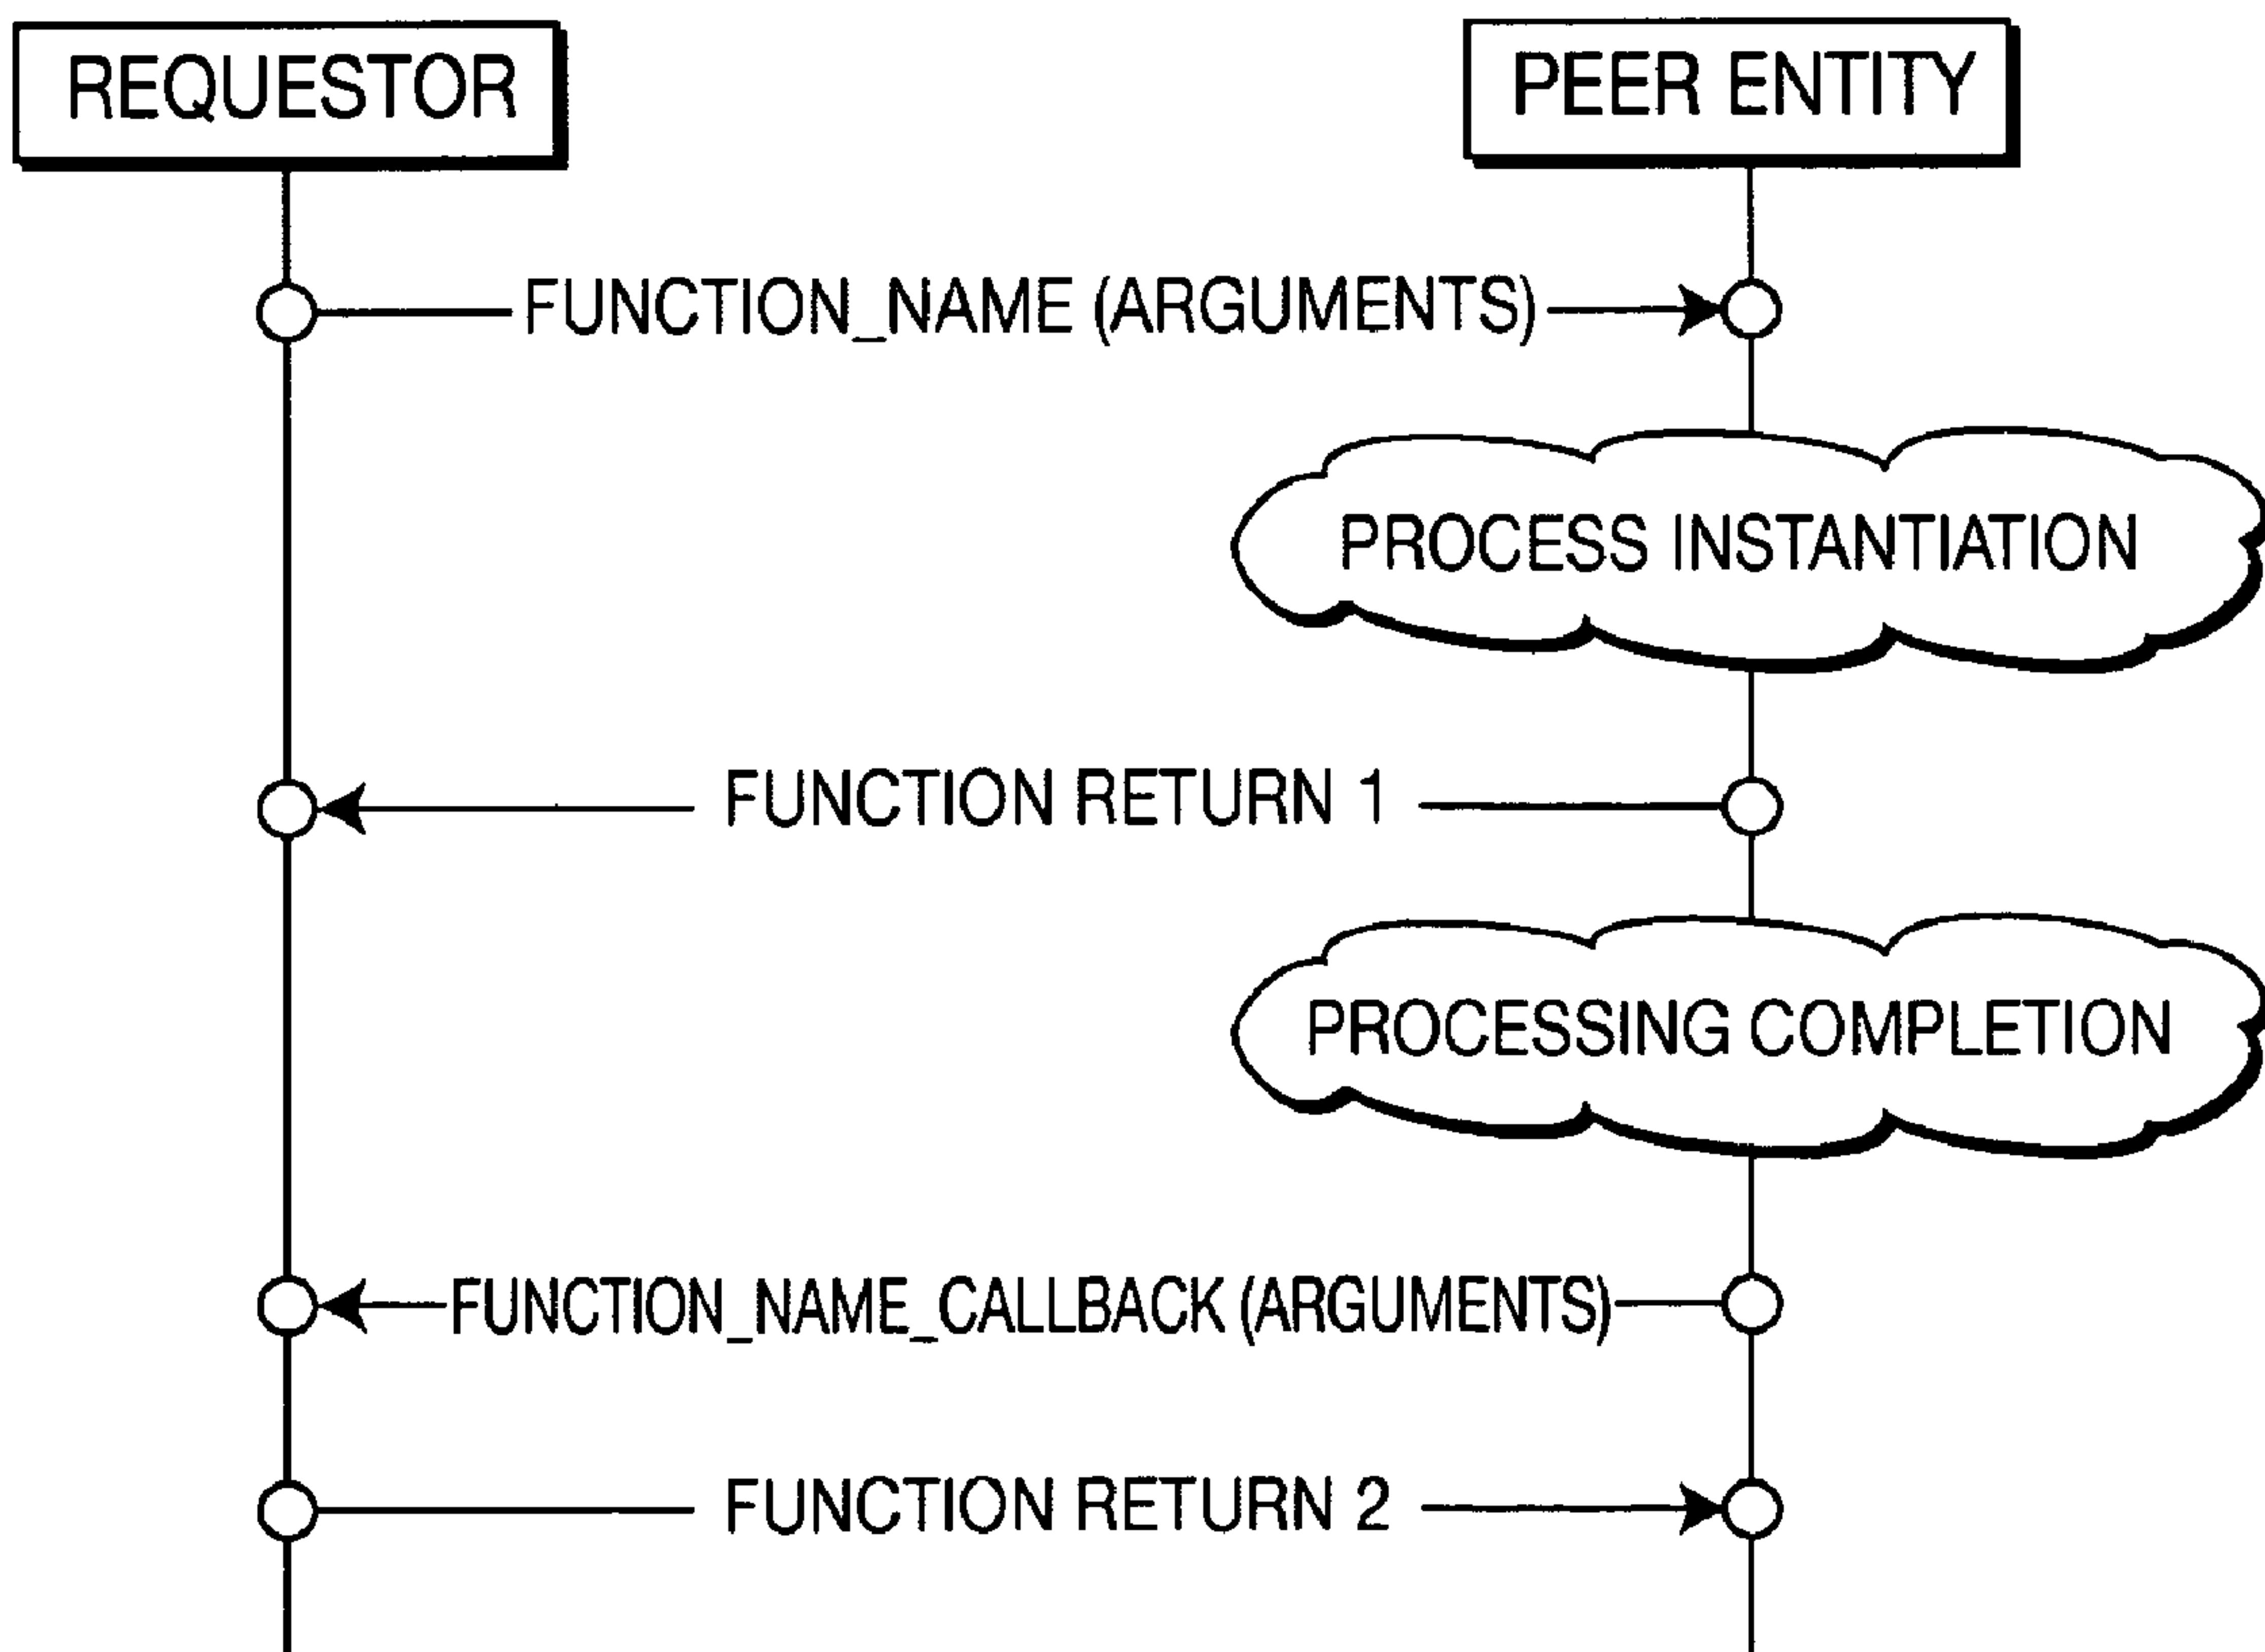 REQUESTOR
PEER ENTITY
FUNCTION_NAME (ARGUMENTS)
PROCESS INSTANTIATION
FUNCTION RETURN 1
PROCESSING COMPLETION
FUNCTION_NAME_CALLBACK (ARGUMENTS)
FUNCTION RETURN 2